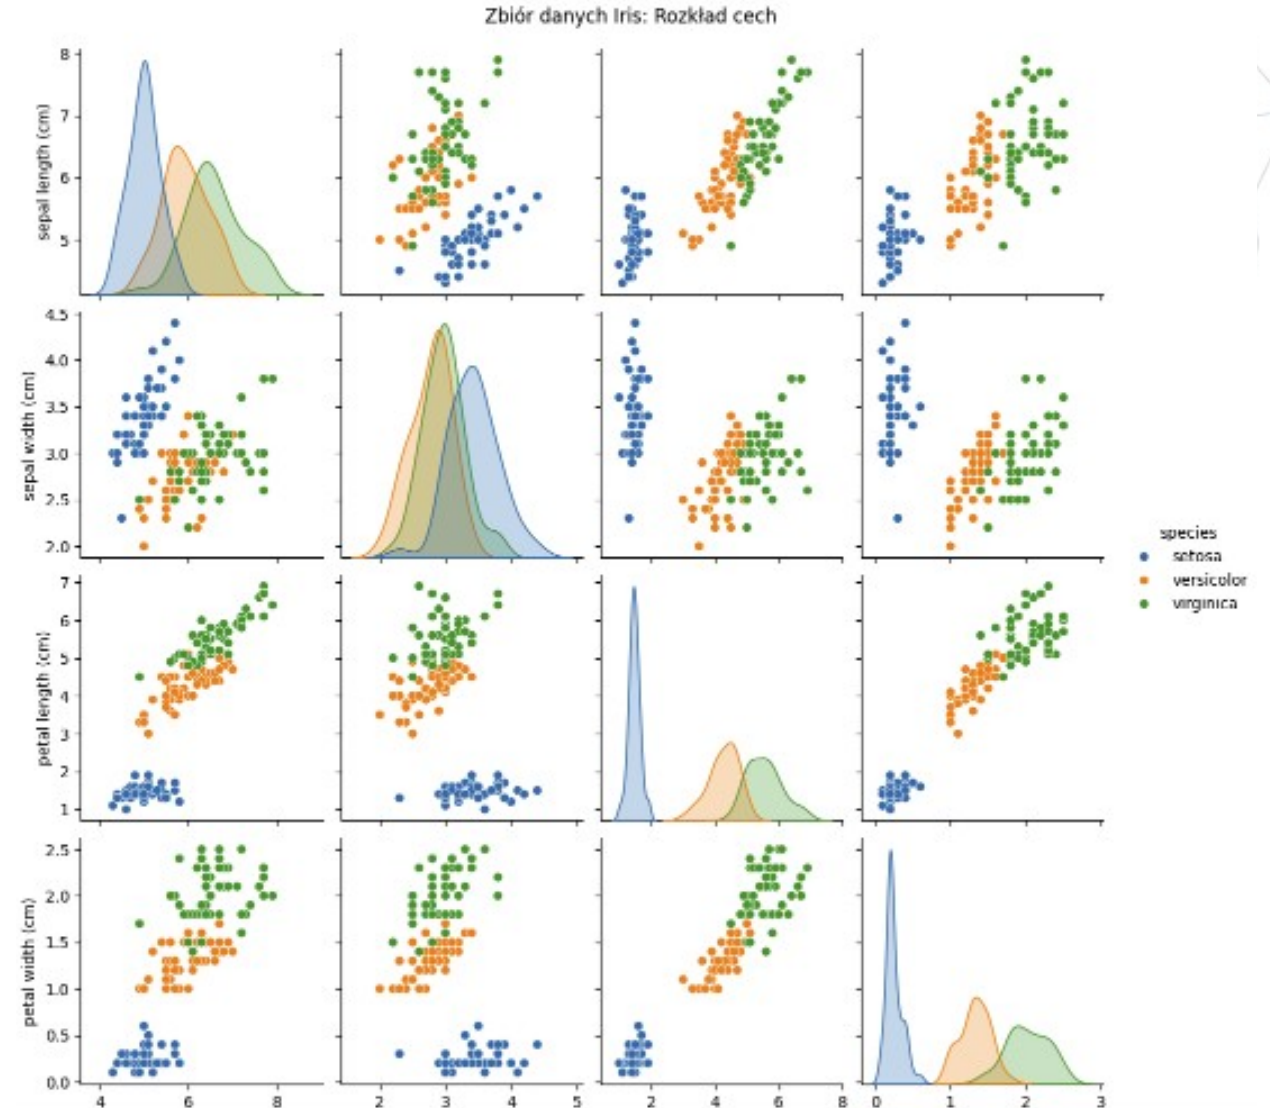 Zbiór danych Iris: Rozkład cech
sepal length (cm)
8
7
6
5
sepal width (cm)
4.5
4.0
3.5
3.0
2.5
2.0
species
setosa
versicolor
virginica
petal length (cm)
7
6
5
4
3
2
1
petal width (cm)
2.5
2.0
1.5
1.0
0.5
0.0
4 6 8 2 3 4 5 2 4 6 8 0 1 2 3